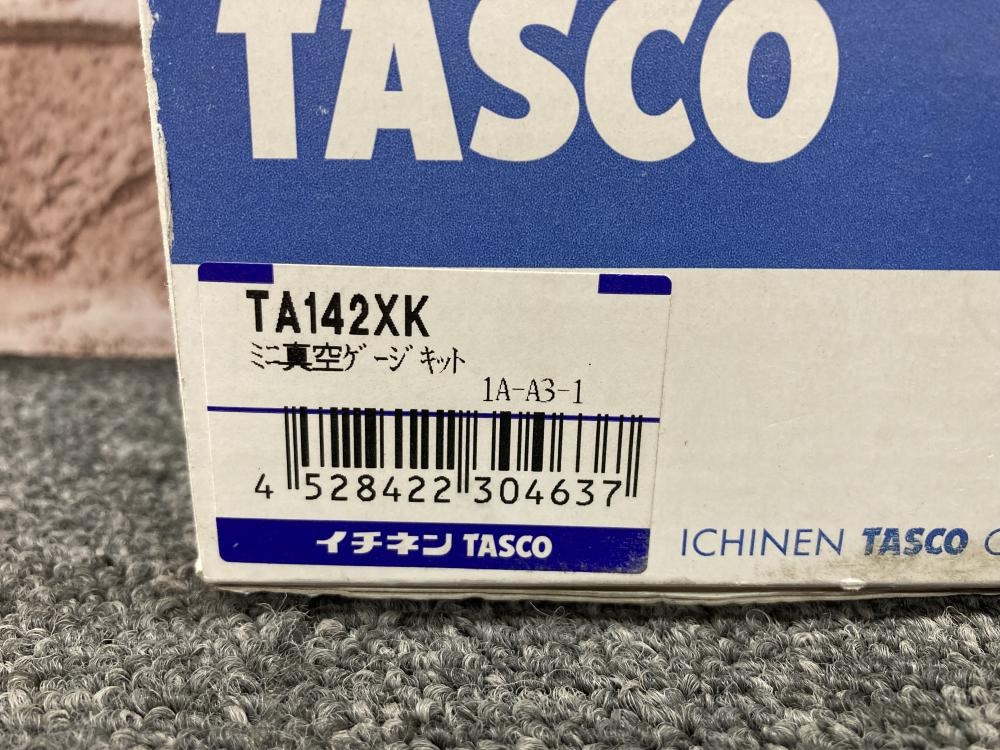 TASCO
TA142XK
ミニ真空ゲージキット
1A-A3-1
4 528422 304637
イチネン TASCO
ICHINEN TASCO